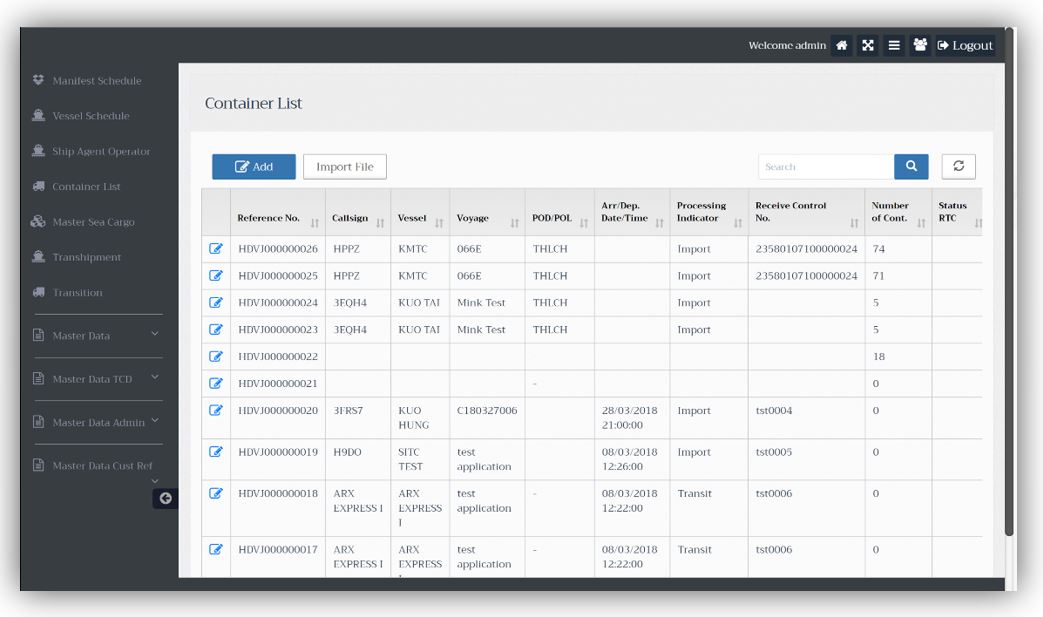 Welcome admin Logout
Manifest Schedule
Vessel Schedule
Ship Agent Operator
Container List
Master Sea Cargo
Transhipment
Transition
Master Data
Master Data TCD
Master Data Admin
Master Data Cust Ref
Container List
Add Import File Search
Reference No. Callsign Vessel Voyage POD/POL Arr/Dep. Date/Time Processing Indicator Receive Control No. Number of Cont. Status RTC
HDVJ000000026 HPPZ KMTC 066E THLCH Import 23580107100000024 74
HDVJ000000025 HPPZ KMTC 066E THLCH Import 23580107100000024 71
HDVJ000000024 3EQH4 KUO TAI Mink Test THLCH Import 5
HDVJ000000023 3EQH4 KUO TAI Mink Test THLCH Import 5
HDVJ000000022 18
HDVJ000000021 - 0
HDVJ000000020 3FRS7 KUO HUNG C180327006 28/03/2018 21:00:00 Import tst0004 0
HDVJ000000019 H9DO SITC TEST test application 08/03/2018 12:26:00 Import tst0005 0
HDVJ000000018 ARX EXPRESS I ARX EXPRESS I test application - 08/03/2018 12:22:00 Transit tst0006 0
HDVJ000000017 ARX EXPRESS I ARX EXPRESS test application - 08/03/2018 12:22:00 Transit tst0006 0